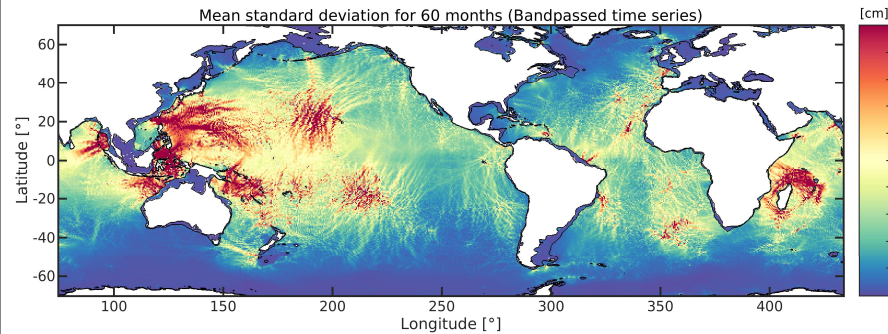 Mean standard deviation for 60 months (Bandpassed time series)
[cm]
60
40
20
0
-20
-40
-60
Latitude [°]
100 150 200 250 300 350 400
Longitude [°]